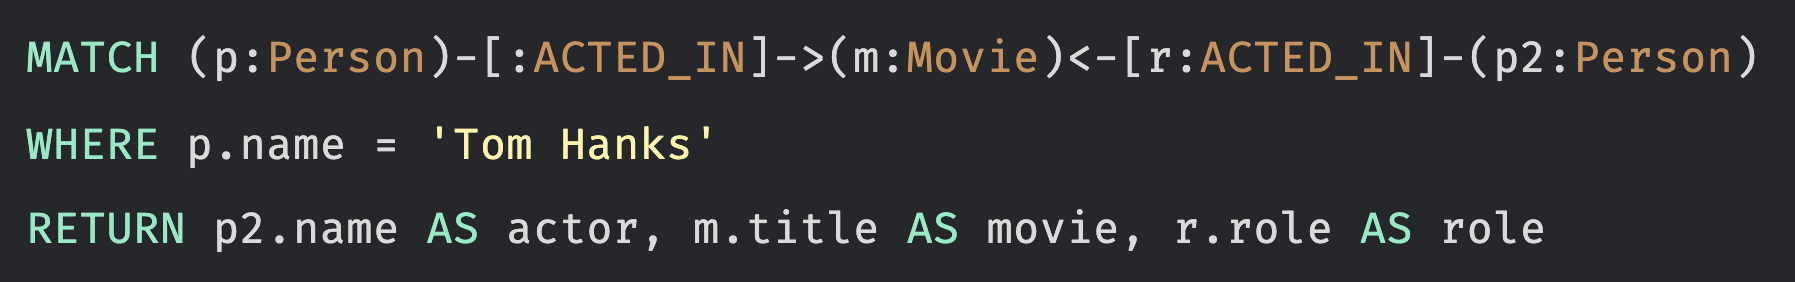 MATCH (p:Person)-[:ACTED_IN]->(m:Movie)<-[r:ACTED_IN]-(p2:Person)
WHERE p.name = 'Tom Hanks'
RETURN p2.name AS actor, m.title AS movie, r.role AS role